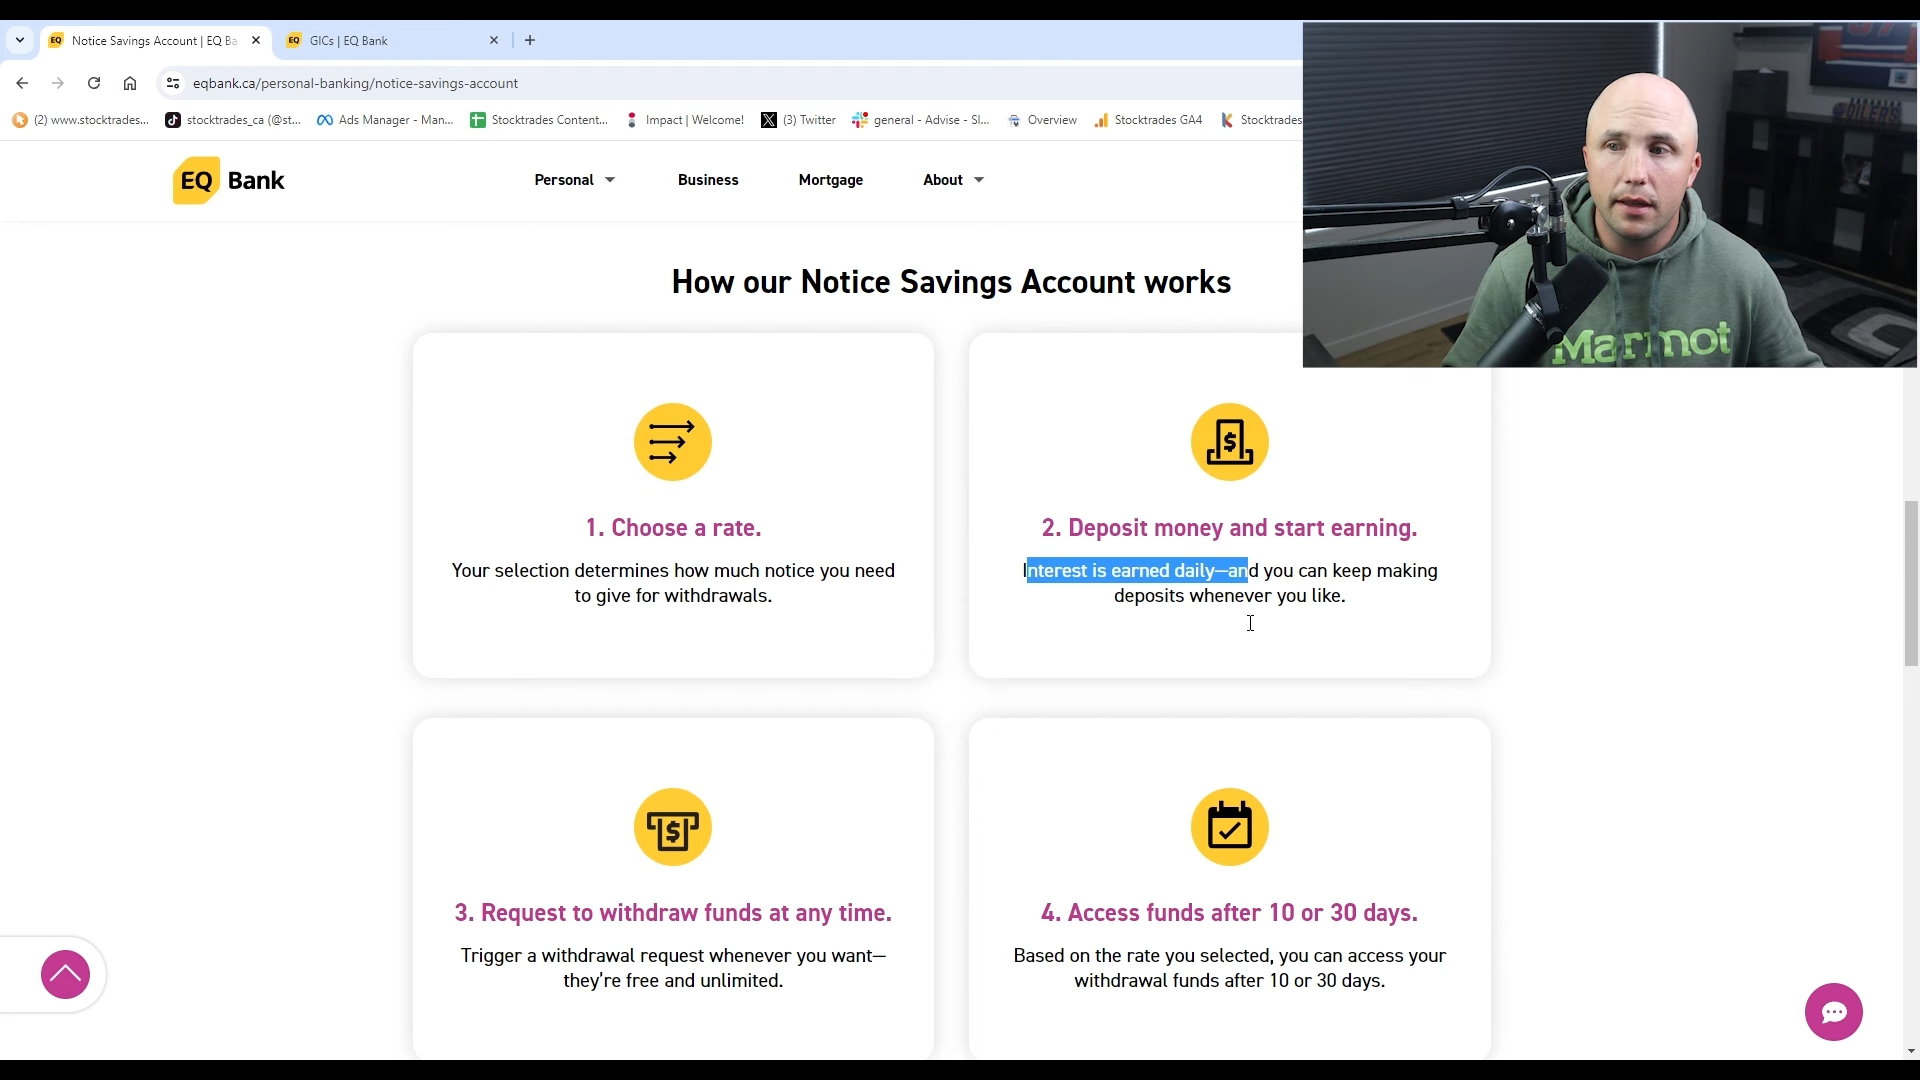 EQ Notice Savings Account | EQ Ba
EQ GICs | EQ Bank
eqbank.ca/personal-banking/notice-savings-account
(2) www.stocktrades...
stocktrades_ca (@st...
Ads Manager - Man...
Stocktrades Content...
Impact | Welcome!
(3) Twitter
general - Advise - Sl...
Overview
Stocktrades GA4
Stocktrades
EQ Bank
Personal
Business
Mortgage
About
How our Notice Savings Account works
1. Choose a rate.
Your selection determines how much notice you need
to give for withdrawals.
2. Deposit money and start earning.
Interest is earned daily—and you can keep making
deposits whenever you like.
3. Request to withdraw funds at any time.
Trigger a withdrawal request whenever you want—
they’re free and unlimited.
4. Access funds after 10 or 30 days.
Based on the rate you selected, you can access your
withdrawal funds after 10 or 30 days.
Marmot
OILERS